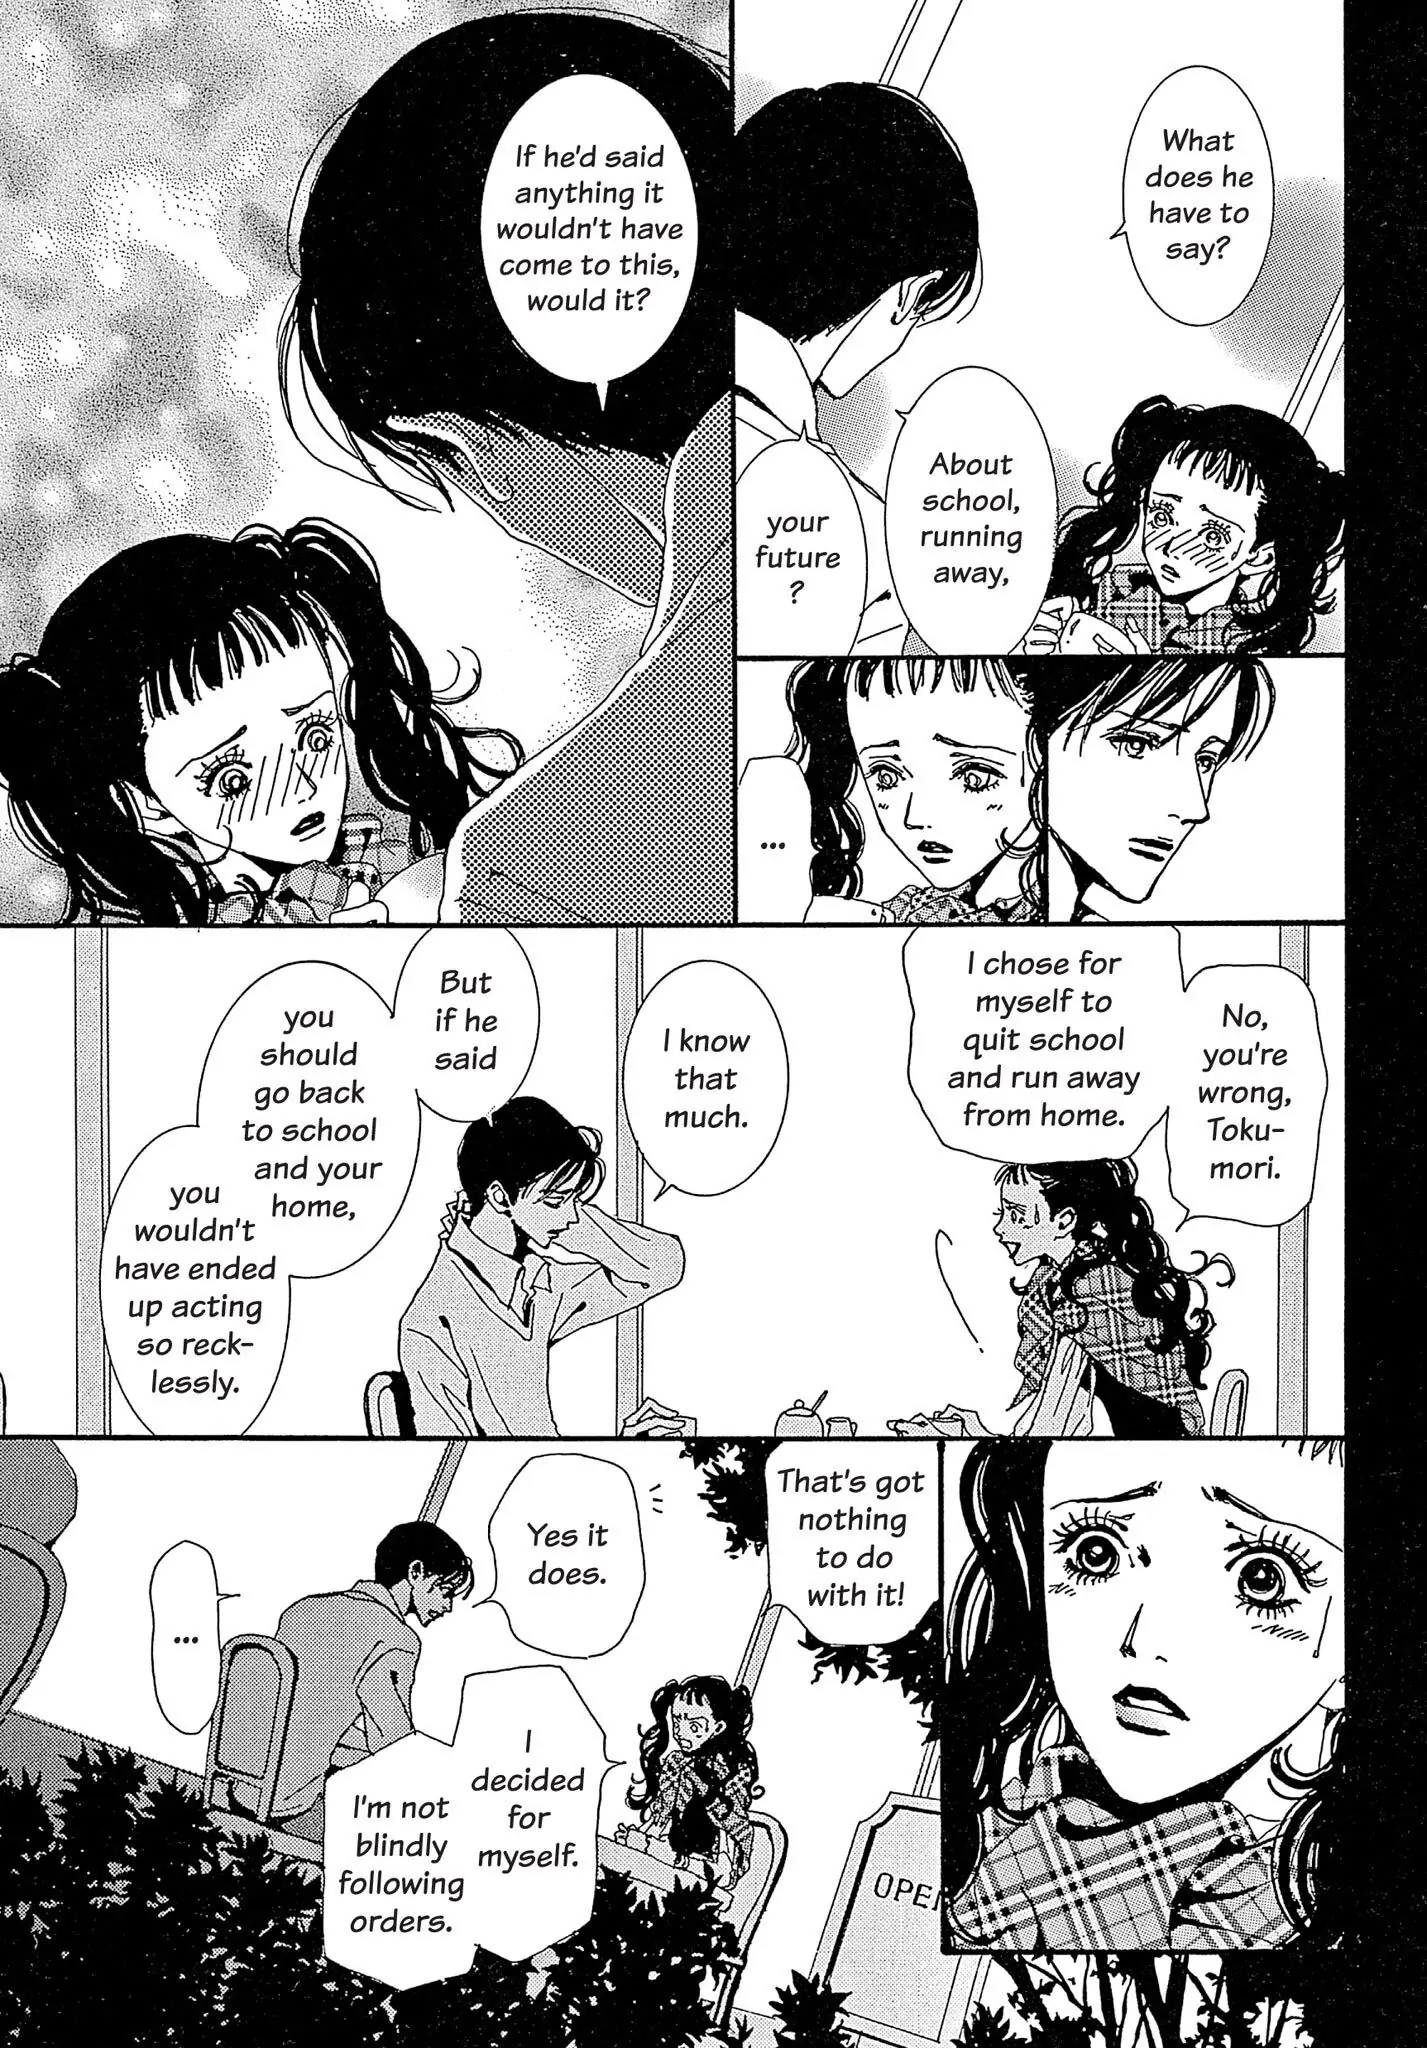 What
does he
have to
say?
About
school,
running
away,
your
future
?
If he'd said
anything it
wouldn't have
come to this,
would it?
...
No,
you're
wrong,
Toku-
mori.
I chose for
myself to
quit school
and run away
from home.
I know
that
much.
But
if he
said
you
should
go back
to school
and your
home,
you
wouldn't
have ended
up acting
so reck-
lessly.
That's got
nothing
to do
with it!
Yes it
does.
I
decided
for
myself.
I'm not
blindly
following
orders.
...
OPEN